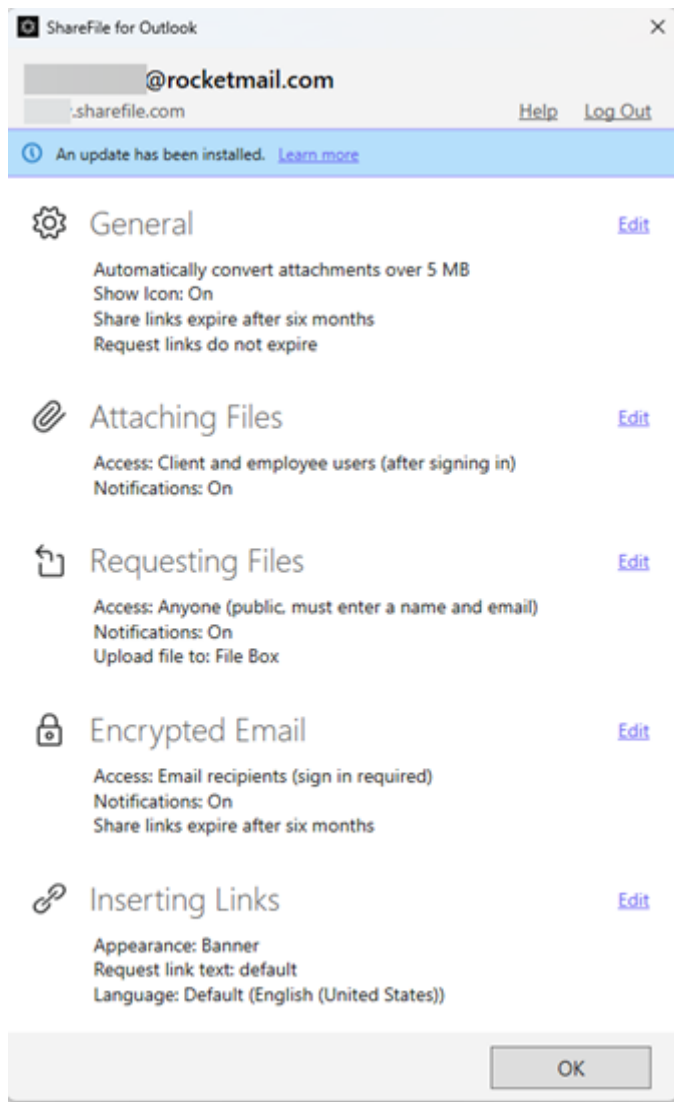 ShareFile for Outlook
@rocketmail.com
.sharefile.com
Help Log Out
An update has been installed. Learn more
General Edit
Automatically convert attachments over 5 MB
Show Icon: On
Share links expire after six months
Request links do not expire
Attaching Files Edit
Access: Client and employee users (after signing in)
Notifications: On
Requesting Files Edit
Access: Anyone (public, must enter a name and email)
Notifications: On
Upload file to: File Box
Encrypted Email Edit
Access: Email recipients (sign in required)
Notifications: On
Share links expire after six months
Inserting Links Edit
Appearance: Banner
Request link text: default
Language: Default (English (United States))
OK